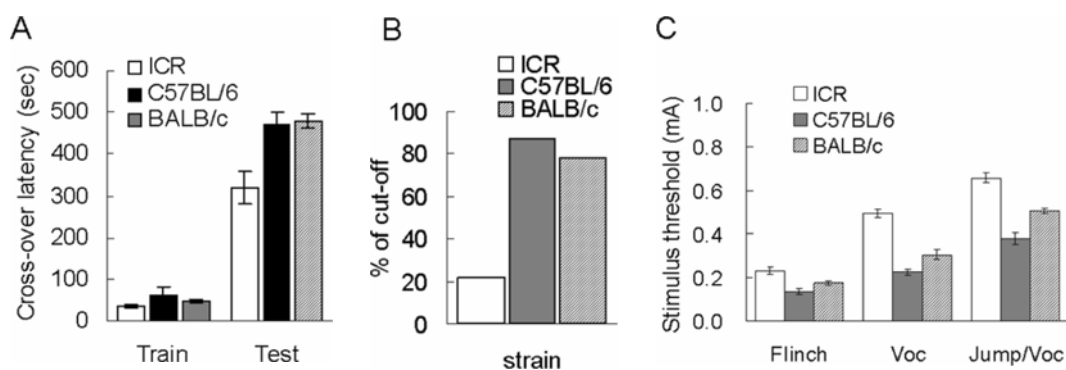 A
Cross-over latency (sec)
600
500
400
300
200
100
0
ICR
C57BL/6
BALB/c
Train
Test
B
% of cut-off
100
80
60
40
20
0
ICR
C57BL/6
BALB/c
strain
C
Stimulus threshold (mA)
1.0
0.8
0.6
0.4
0.2
0.0
ICR
C57BL/6
BALB/c
Flinch
Voc
Jump/Voc